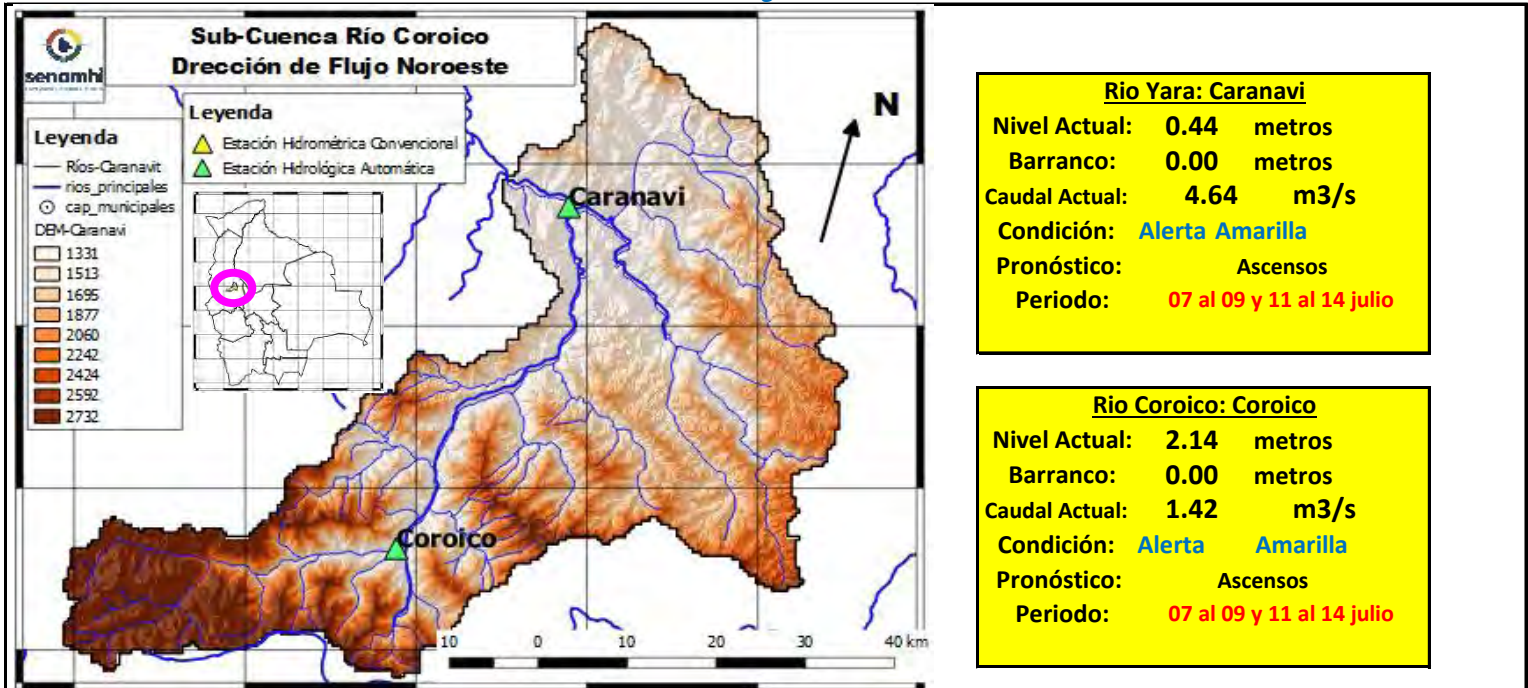 senamhi
Sub-Cuenca Río Coroico
Drección de Flujo Noroeste
Leyenda
Estación Hidrométrica Convencional
Estación Hidrológica Automática
Leyenda
Ríos-Caranavit
rios_principales
cap_municipales
DEM-Caranavi
1331
1513
1695
1877
2060
2242
2424
2592
2732
N
Caranavi
Coroico
10 0 10 20 30 40 km
Rio Yara: Caranavi
Nivel Actual: 0.44 metros
Barranco: 0.00 metros
Caudal Actual: 4.64 m3/s
Condición: Alerta Amarilla
Pronóstico: Ascensos
Periodo: 07 al 09 y 11 al 14 julio
Rio Coroico: Coroico
Nivel Actual: 2.14 metros
Barranco: 0.00 metros
Caudal Actual: 1.42 m3/s
Condición: Alerta Amarilla
Pronóstico: Ascensos
Periodo: 07 al 09 y 11 al 14 julio